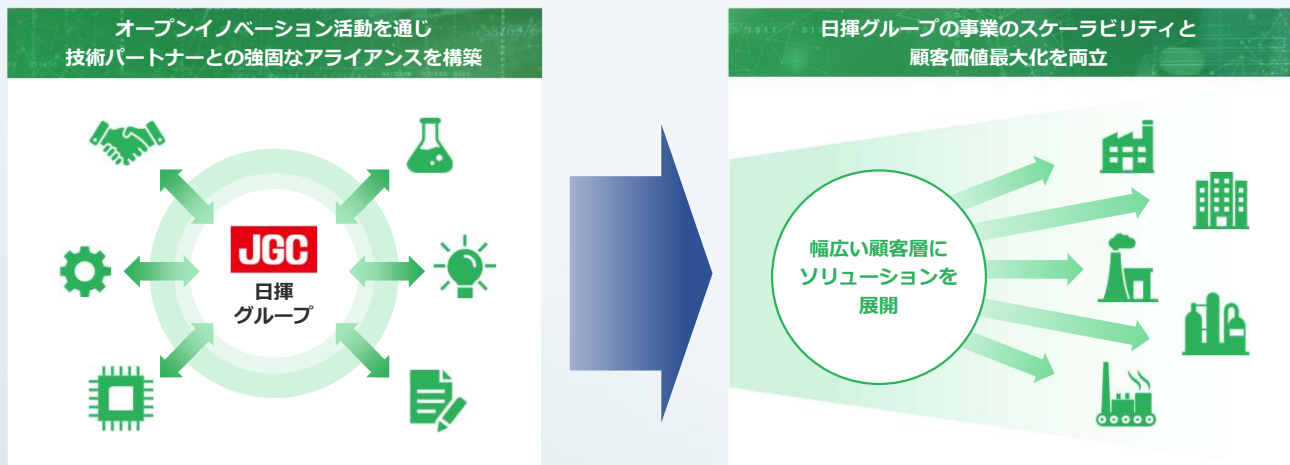 オープンイノベーション活動を通じ
技術パートナーとの強固なアライアンスを構築
JGC
日揮
グループ
日揮グループの事業のスケーラビリティと
顧客価値最大化を両立
幅広い顧客層に
ソリューションを
展開